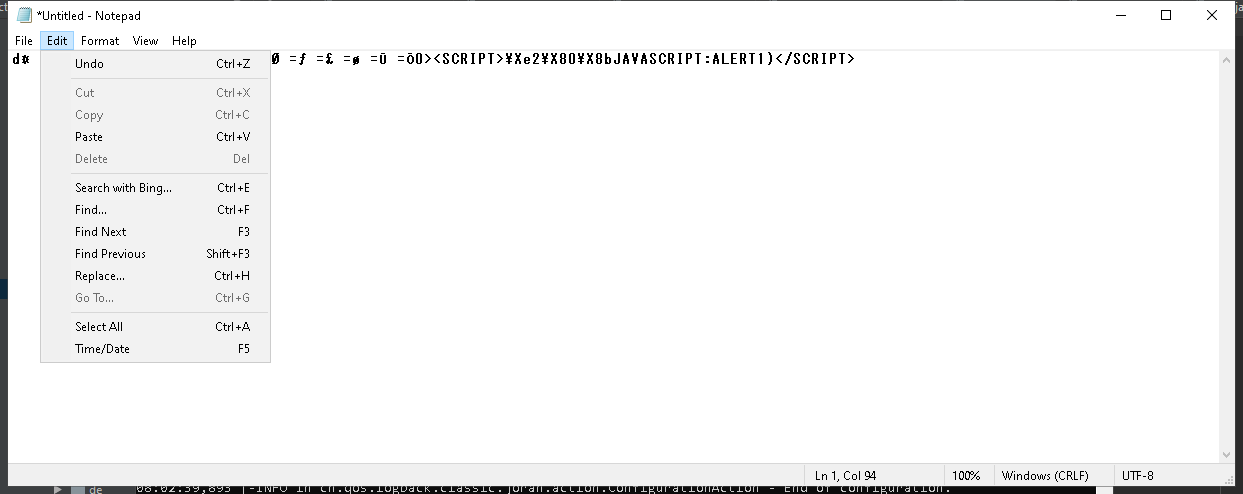 *Untitled - Notepad
File Edit Format View Help
=ƒ =£ =ø =Ū =õO><SCRIPT>¥Xe2¥X80¥X8bJAVASCRIPT:ALERT1)</SCRIPT>
Undo Ctrl+Z
Cut Ctrl+X
Copy Ctrl+C
Paste Ctrl+V
Delete Del
Search with Bing... Ctrl+E
Find... Ctrl+F
Find Next F3
Find Previous Shift+F3
Replace... Ctrl+H
Go To... Ctrl+G
Select All Ctrl+A
Time/Date F5
Ln 1, Col 94 100% Windows (CRLF) UTF-8
de 08:02:39,893 |-INFO in ch.qos.logback.classic.joran.action.ConfigurationAction - End of configuration.